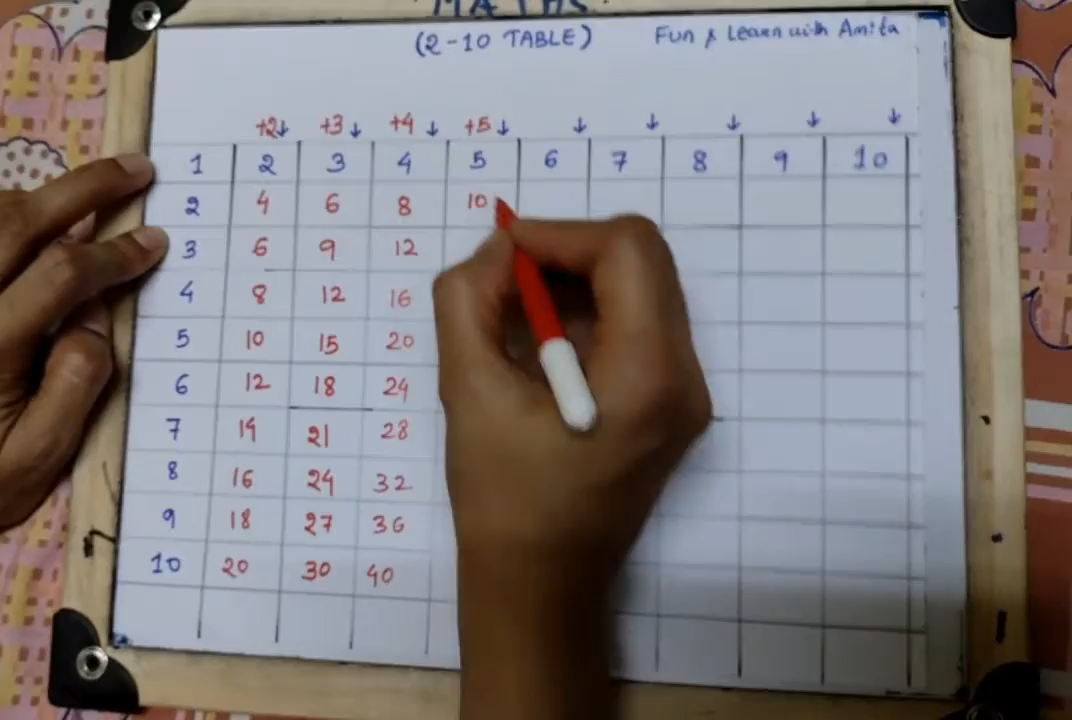 MATHS
(2-10 TABLE) Fun & Learn with Amita
+2↓ +3↓ +4↓ +5↓ ↓ ↓ ↓ ↓ ↓
1 2 3 4 5 6 7 8 9 10
2 4 6 8 10
3 6 9 12
4 8 12 16
5 10 15 20
6 12 18 24
7 14 21 28
8 16 24 32
9 18 27 36
10 20 30 40